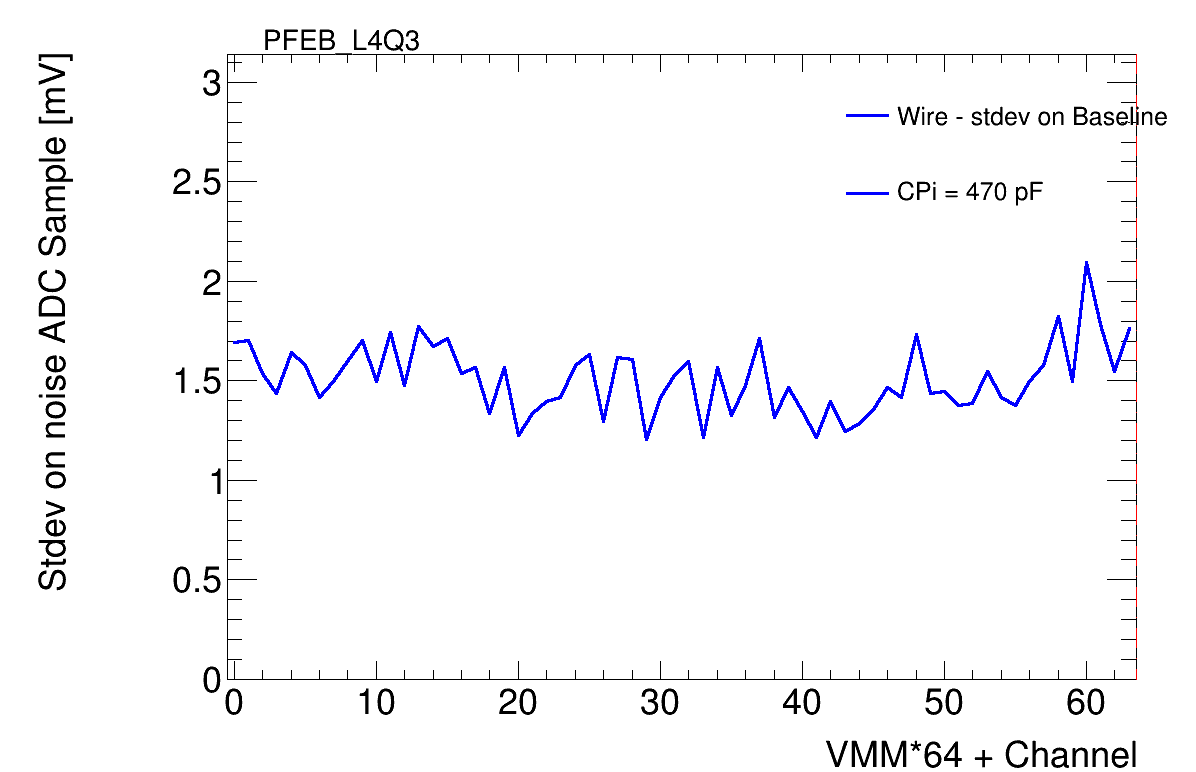 PFEB_L4Q3
Stdev on noise ADC Sample [mV]
3
2.5
2
1.5
1
0.5
0
Wire - stdev on Baseline
CPi = 470 pF
0 10 20 30 40 50 60
VMM*64 + Channel